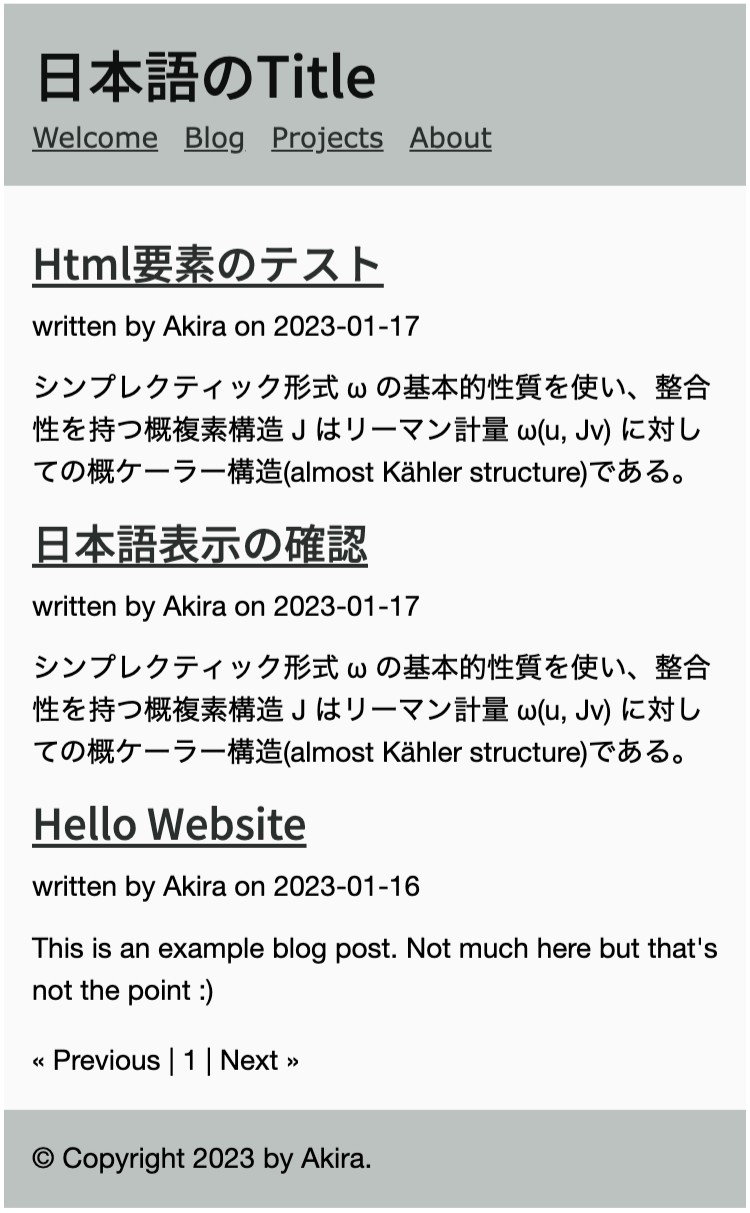 日本語のTitle
Welcome Blog Projects About
Html要素のテスト
written by Akira on 2023-01-17
シンプレクティック形式 ω の基本的性質を使い、整合
性を持つ概複素構造 J はリーマン計量 ω(u, Jv) に対し
ての概ケーラー構造(almost Kähler structure)である。
日本語表示の確認
written by Akira on 2023-01-17
シンプレクティック形式 ω の基本的性質を使い、整合
性を持つ概複素構造 J はリーマン計量 ω(u, Jv) に対し
ての概ケーラー構造(almost Kähler structure)である。
Hello Website
written by Akira on 2023-01-16
This is an example blog post. Not much here but that's
not the point :)
« Previous | 1 | Next »
© Copyright 2023 by Akira.